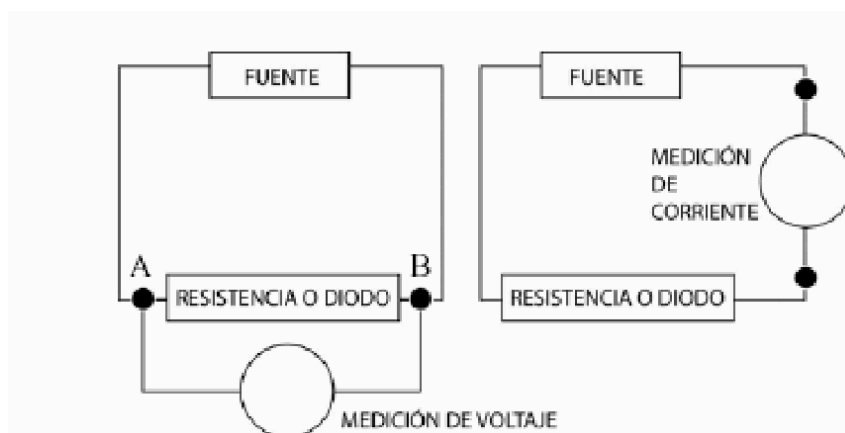 FUENTE
A
B
RESISTENCIA O DIODO
MEDICIÓN DE VOLTAJE
FUENTE
MEDICIÓN
DE
CORRIENTE
RESISTENCIA O DIODO